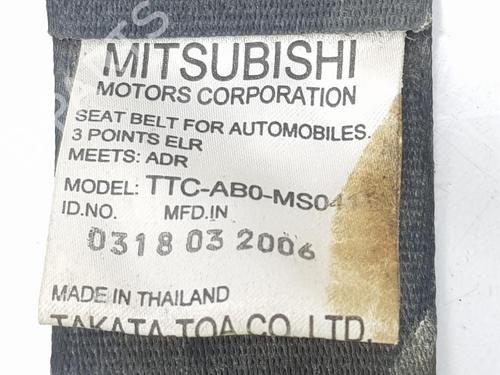 MITSUBISHI
MOTORS CORPORATION
SEAT BELT FOR AUTOMOBILES.
3 POINTS ELR
MEETS: ADR
MODEL: TTC-AB0-MS041
ID.NO. MFD.IN
0318 03 2006
MADE IN THAILAND
TAKATA-TOA CO., LTD.